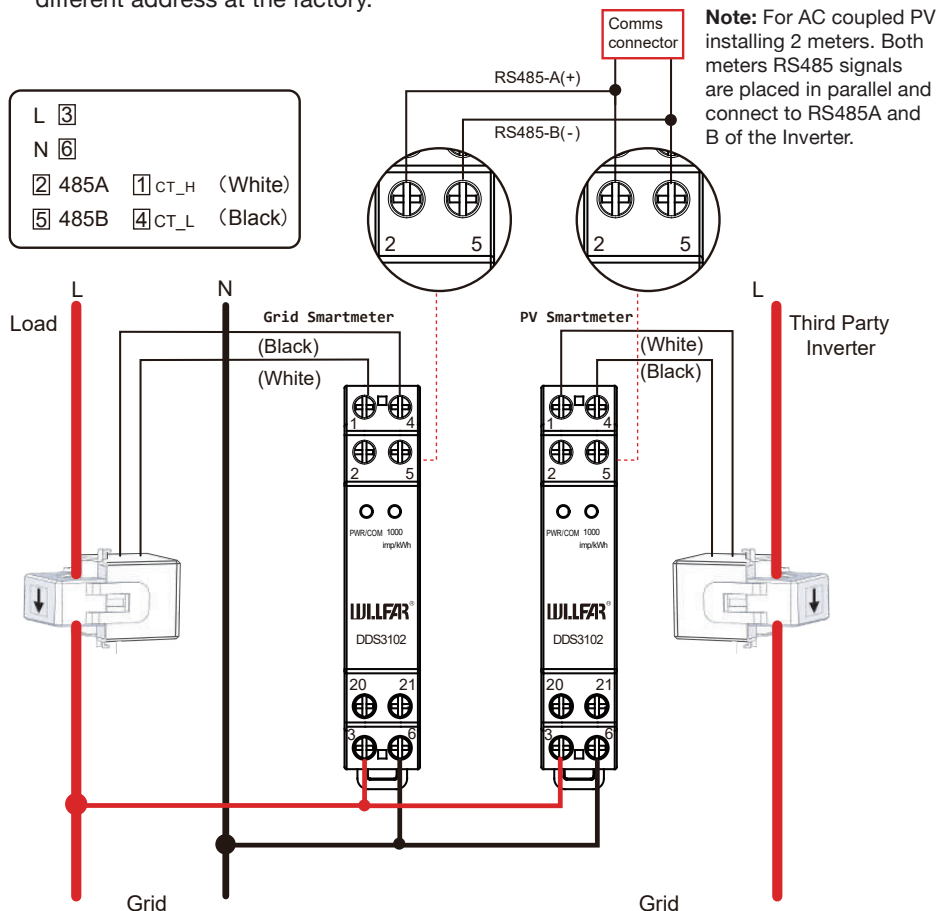 different address at the factory.
Comms
connector
Note: For AC coupled PV
installing 2 meters. Both
meters RS485 signals
are placed in parallel and
connect to RS485A and
B of the Inverter.
RS485-A(+)
RS485-B(-)
L 3
N 6
2 485A 1 CT_H (White)
5 485B 4 CT_L (Black)
2 5
2 5
L
N
L
Load
Grid Smartmeter
PV Smartmeter
Third Party
Inverter
(Black)
(White)
(White)
(Black)
1 4
2 5
PWR/COM 1000
imp/kWh
WLLFAR®
DDS3102
20 21
3 6
1 4
2 5
PWR/COM 1000
imp/kWh
WLLFAR®
DDS3102
20 21
3 6
Grid
Grid